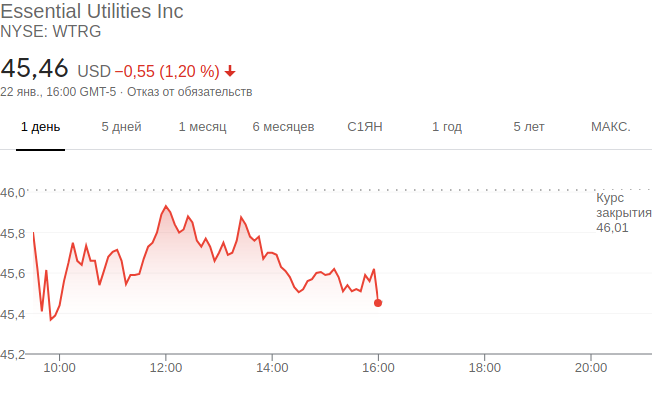 Essential Utilities Inc
NYSE: WTRG
45,46 USD −0,55 (1,20 %)
22 янв., 16:00 GMT-5 · Отказ от обязательств
1 день 5 дней 1 месяц 6 месяцев С1ЯН 1 год 5 лет МАКС.
46,0
Курс
закрытия
46,01
45,8
45,6
45,4
45,2
10:00 12:00 14:00 16:00 18:00 20:00